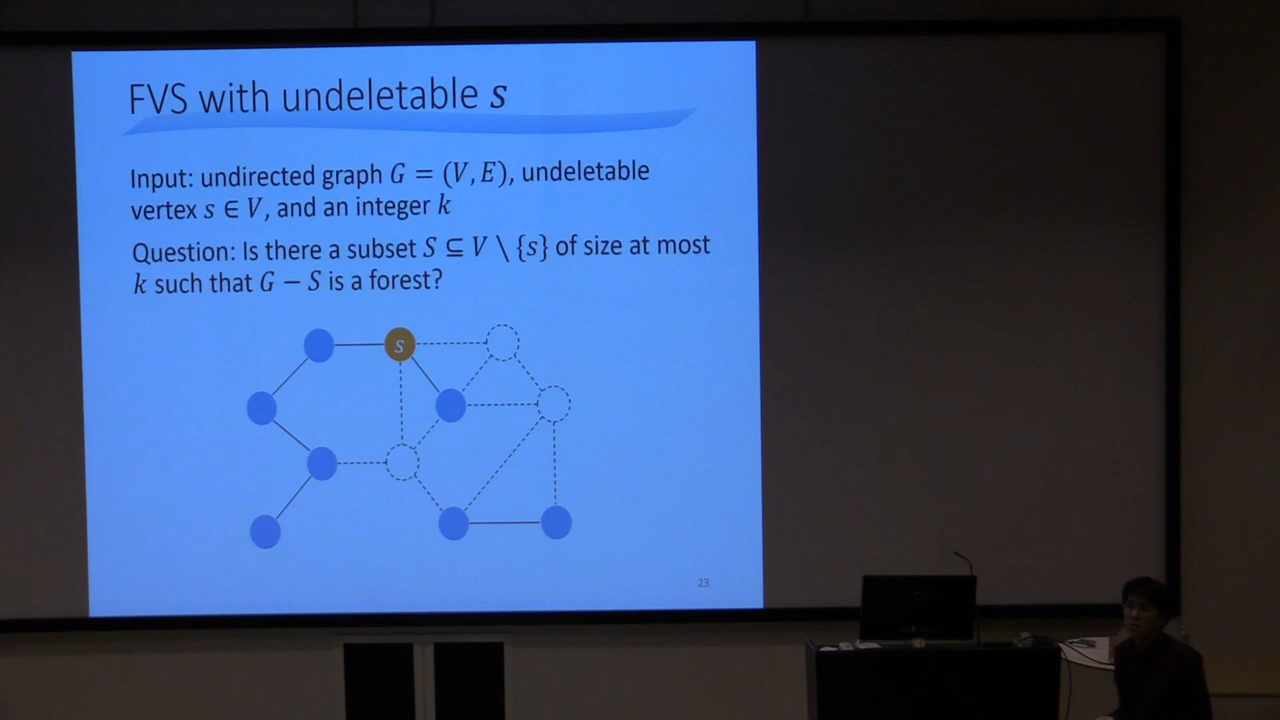 FVS with undeletable s
Input: undirected graph G = (V, E), undeletable
vertex s ∈ V, and an integer k
Question: Is there a subset S ⊆ V \ {s} of size at most
k such that G − S is a forest?
s
23